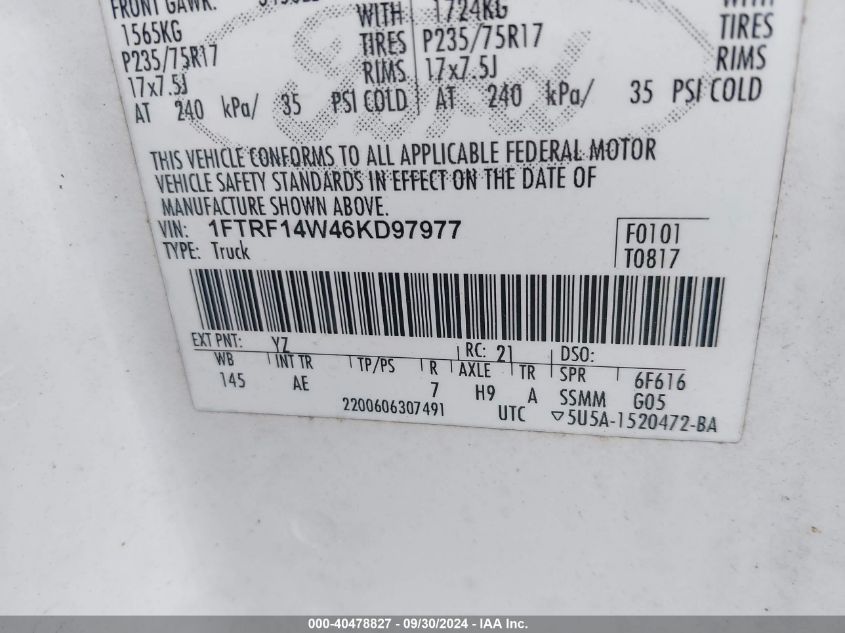 FRONT GAWR:
WITH 1724KG WITH
1565KG TIRES P235/75R17 TIRES
P235/75R17 RIMS 17x7.5J RIMS
17x7.5J
AT 240 kPa/ 35 PSI COLD AT 240 kPa/ 35 PSI COLD
THIS VEHICLE CONFORMS TO ALL APPLICABLE FEDERAL MOTOR
VEHICLE SAFETY STANDARDS IN EFFECT ON THE DATE OF
MANUFACTURE SHOWN ABOVE.
VIN: 1FTRF14W46KD97977 F0101
TYPE: Truck T0817
EXT PNT: YZ RC: 21 DSO:
WB INT TR TP/PS R AXLE TR SPR 6F616
145 AE 7 H9 A SSMM G05
2200606307491 UTC ▽5U5A-1520472-BA
000-40478827 - 09/30/2024 - IAA Inc.